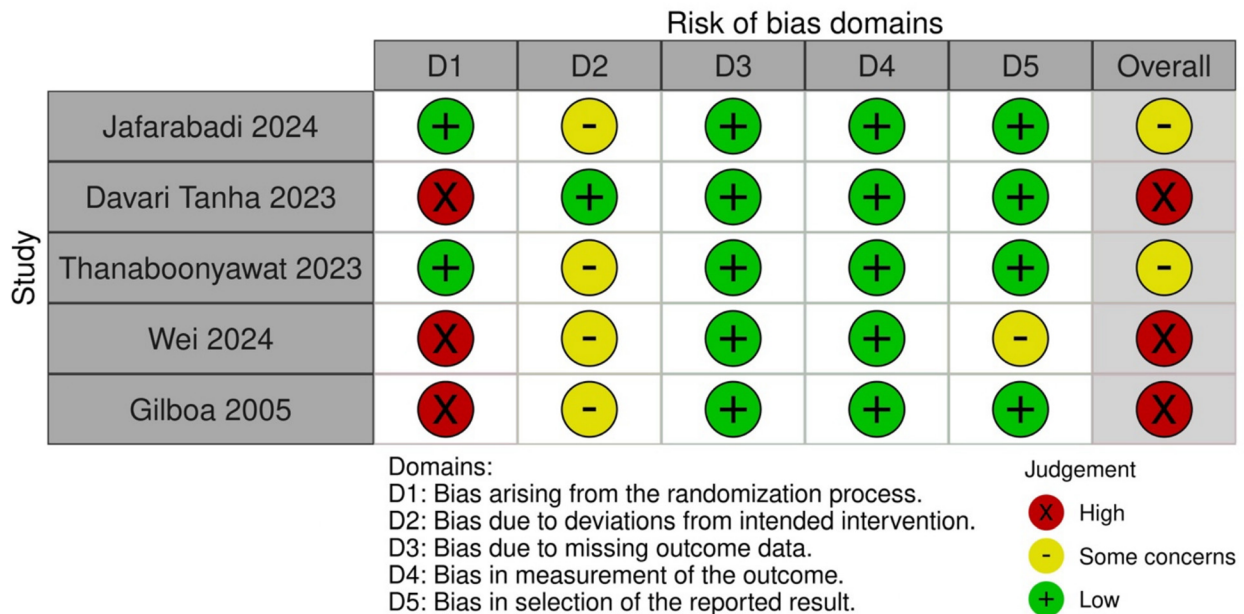 Risk of bias domains
D1 D2 D3 D4 D5 Overall
Study
Jafarabadi 2024 + - + + + -
Davari Tanha 2023 X + + + + X
Thanaboonyawat 2023 + - + + + -
Wei 2024 X - + + - X
Gilboa 2005 X - + + + X
Domains:
D1: Bias arising from the randomization process.
D2: Bias due to deviations from intended intervention.
D3: Bias due to missing outcome data.
D4: Bias in measurement of the outcome.
D5: Bias in selection of the reported result.
Judgement
X High
- Some concerns
+ Low